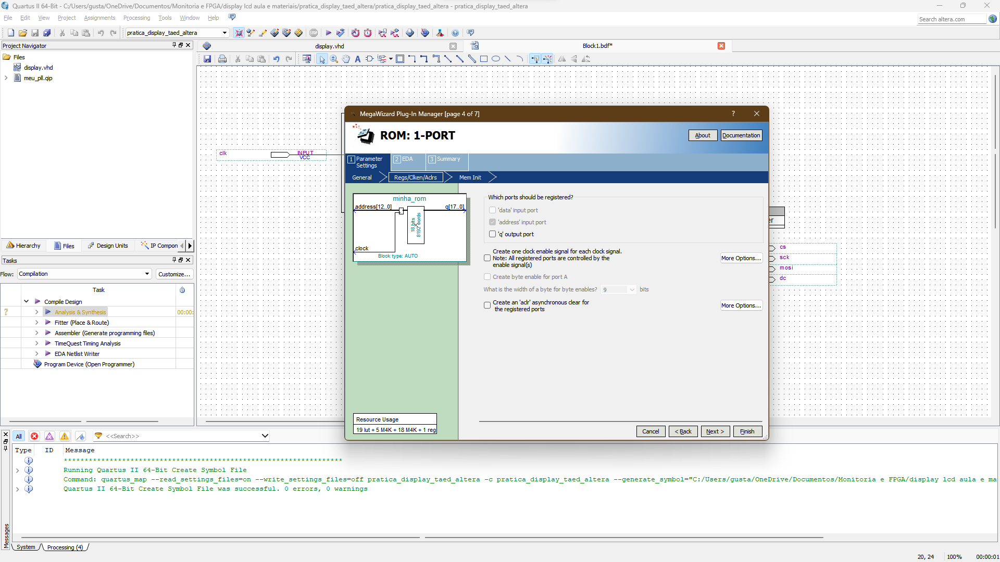 Quartus II 64-Bit - C:/Users/gusta/OneDrive/Documentos/Monitoria e FPGA/display lcd aula e materiais/pratica_display_taed_altera/pratica_display_taed_altera - pratica_display_taed_altera
File Edit View Project Assignments Processing Tools Window Help
Search altera.com
pratica_display_taed_altera
Project Navigator
display.vhd
Block1.bdf*
Files
display.vhd
meu_pll.qip
Hierarchy
Files
Design Units
IP Compon
Tasks
Flow: Compilation
Customize...
Task
Compile Design
Analysis & Synthesis
00:00:
Fitter (Place & Route)
Assembler (Generate programming files)
TimeQuest Timing Analysis
EDA Netlist Writer
Program Device (Open Programmer)
clk
INPUT
VCC
er
cs
sck
mosi
dc
MegaWizard Plug-In Manager [page 4 of 7]
?
ROM: 1-PORT
About
Documentation
1 Parameter Settings
2 EDA
3 Summary
General
Regs/Clken/Aclrs
Mem Init
minha_rom
address[12..0]
q[17..0]
18 bits
8192 words
clock
Block type: AUTO
Which ports should be registered?
'data' input port
'address' input port
'q' output port
Create one clock enable signal for each clock signal.
Note: All registered ports are controlled by the
enable signal(s)
More Options...
Create byte enable for port A
What is the width of a byte for byte enables? 9 bits
Create an 'aclr' asynchronous clear for
the registered ports
More Options...
Resource Usage
19 lut + 5 M4K + 18 M4K + 1 reg
Cancel
< Back
Next >
Finish
All
<<Search>>
Type ID Message
*******************************************************************
Running Quartus II 64-Bit Create Symbol File
Command: quartus_map --read_settings_files=on --write_settings_files=off pratica_display_taed_altera -c pratica_display_taed_altera --generate_symbol="C:/Users/gusta/OneDrive/Documentos/Monitoria e FPGA/display lcd aula e ma
Quartus II 64-Bit Create Symbol File was successful. 0 errors, 0 warnings
Messages
System
Processing (4)
20, 24
100%
00:00:01